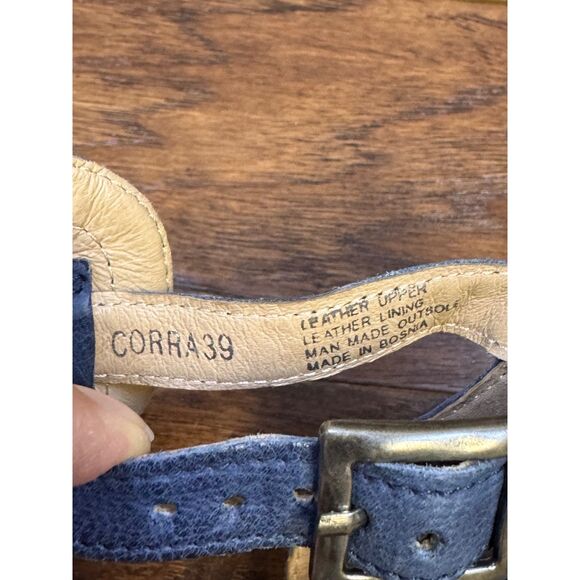 CORRA39
LEATHER UPPER
LEATHER LINING
MAN MADE OUTSOLE
MADE IN BOSNIA